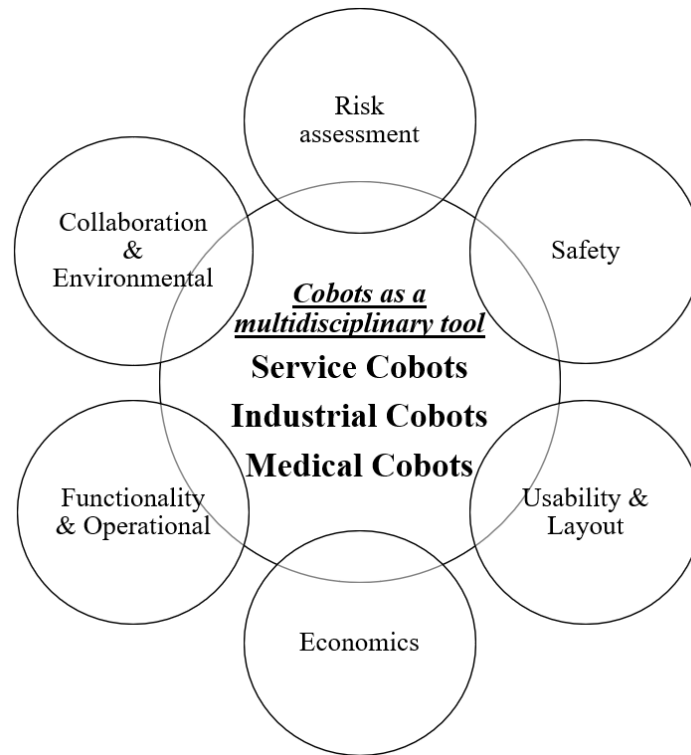 Risk
assessment
Collaboration
&
Environmental
Safety
Cobots as a
multidisciplinary tool
Service Cobots
Industrial Cobots
Medical Cobots
Functionality
& Operational
Usability &
Layout
Economics